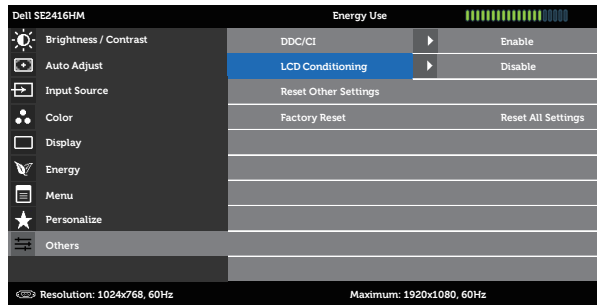 Dell SE2416HM Energy Use
Brightness / Contrast DDC/CI Enable
Auto Adjust LCD Conditioning Disable
Input Source Reset Other Settings
Color Factory Reset Reset All Settings
Display
Energy
Menu
Personalize
Others
Resolution: 1024x768, 60Hz Maximum: 1920x1080, 60Hz